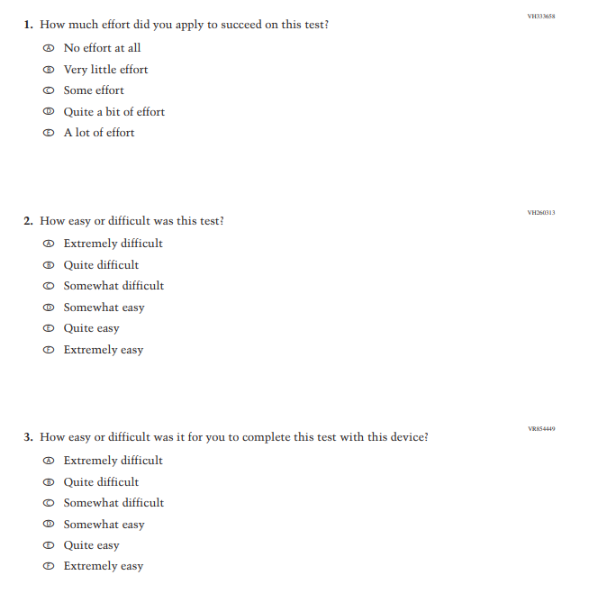 VH313658
1. How much effort did you apply to succeed on this test?
A No effort at all
B Very little effort
C Some effort
D Quite a bit of effort
E A lot of effort
VH260313
2. How easy or difficult was this test?
A Extremely difficult
B Quite difficult
C Somewhat difficult
D Somewhat easy
E Quite easy
F Extremely easy
VR854449
3. How easy or difficult was it for you to complete this test with this device?
A Extremely difficult
B Quite difficult
C Somewhat difficult
D Somewhat easy
E Quite easy
F Extremely easy